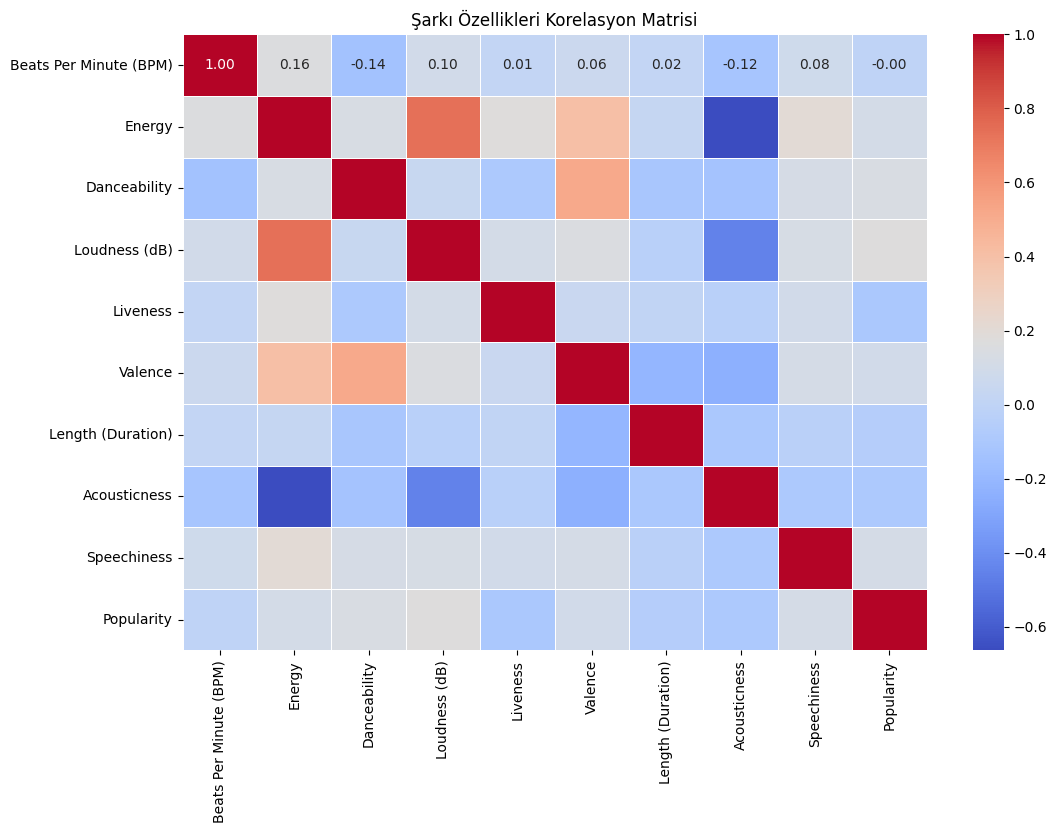 Şarkı Özellikleri Korelasyon Matrisi
Beats Per Minute (BPM) 1.00 0.16 -0.14 0.10 0.01 0.06 0.02 -0.12 0.08 -0.00
Energy
Danceability
Loudness (dB)
Liveness
Valence
Length (Duration)
Acousticness
Speechiness
Popularity
Beats Per Minute (BPM)
Energy
Danceability
Loudness (dB)
Liveness
Valence
Length (Duration)
Acousticness
Speechiness
Popularity
1.0
0.8
0.6
0.4
0.2
0.0
−0.2
−0.4
−0.6